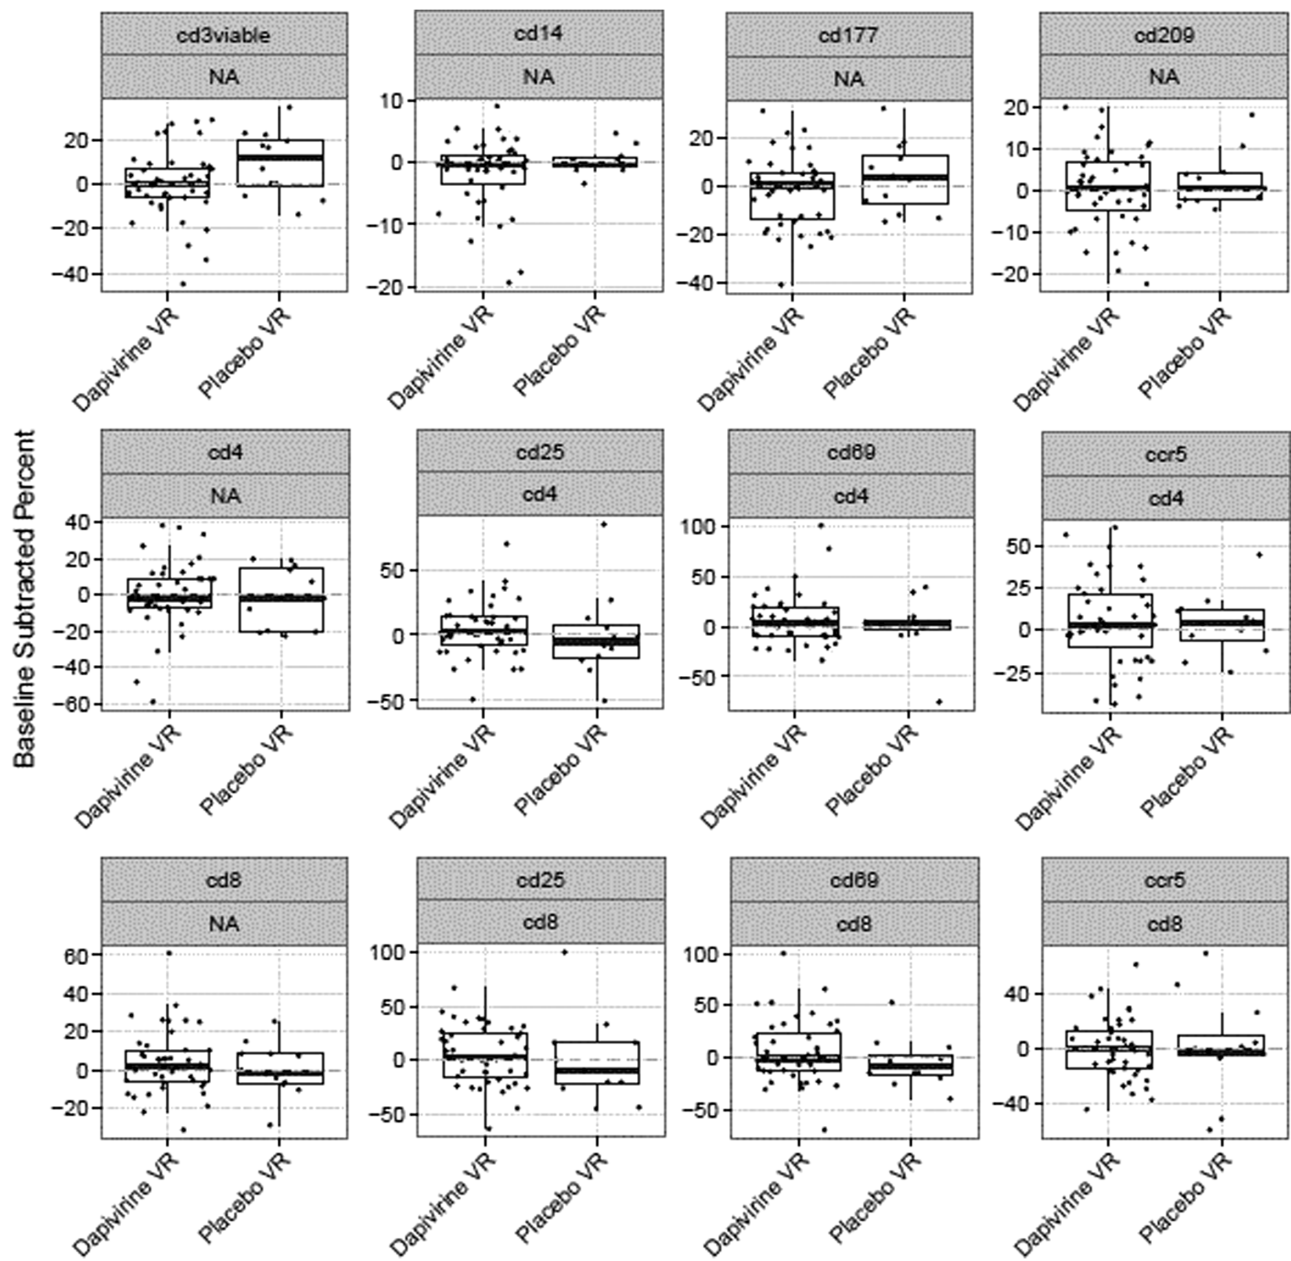 cd3viable
NA
20
0
−20
−40
Dapivirine VR
Placebo VR
cd14
NA
10
0
−10
−20
Dapivirine VR
Placebo VR
cd177
NA
20
0
−20
−40
Dapivirine VR
Placebo VR
cd209
NA
20
10
0
−10
−20
Dapivirine VR
Placebo VR
Baseline Subtracted Percent
cd4
NA
40
20
0
−20
−40
−60
Dapivirine VR
Placebo VR
cd25
cd4
50
0
−50
Dapivirine VR
Placebo VR
cd69
cd4
100
50
0
−50
Dapivirine VR
Placebo VR
ccr5
cd4
50
25
0
−25
Dapivirine VR
Placebo VR
cd8
NA
60
40
20
0
−20
Dapivirine VR
Placebo VR
cd25
cd8
100
50
0
−50
Dapivirine VR
Placebo VR
cd69
cd8
100
50
0
−50
Dapivirine VR
Placebo VR
ccr5
cd8
40
0
−40
Dapivirine VR
Placebo VR